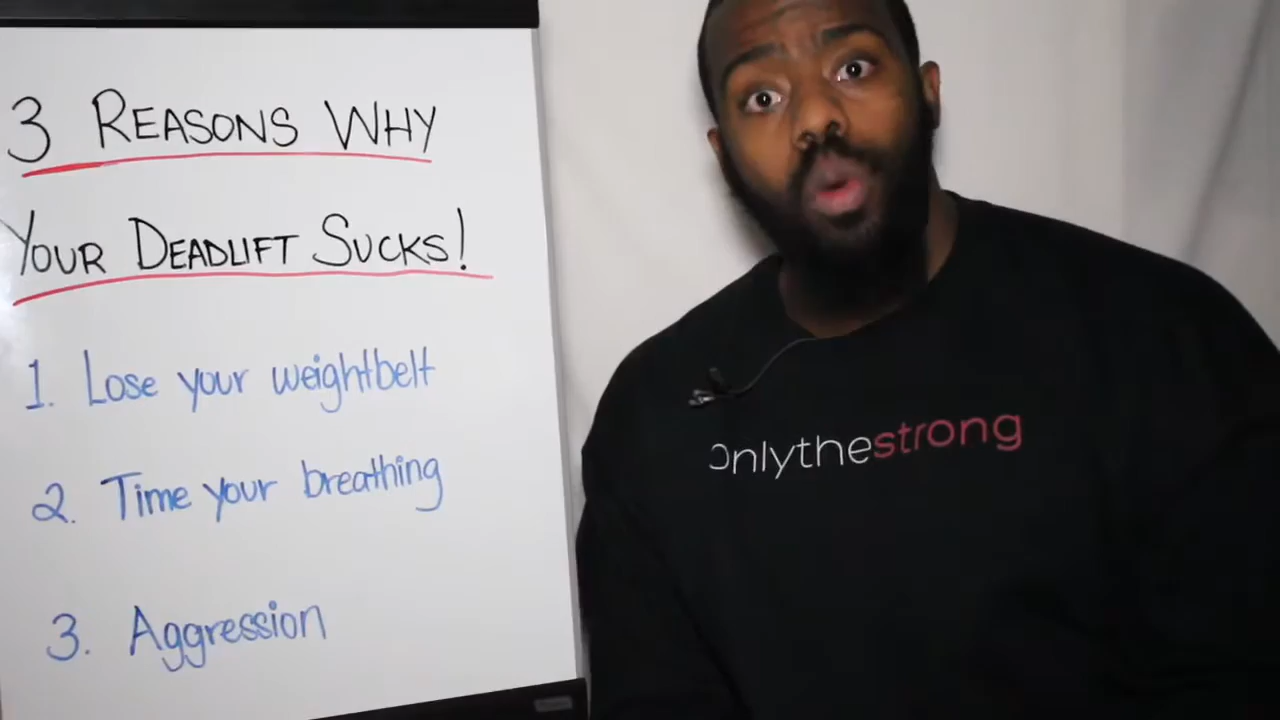 3 REASONS WHY
YOUR DEADLIFT SUCKS!
1. Lose your weightbelt
2. Time your breathing
3. Aggression
Onlythestrong